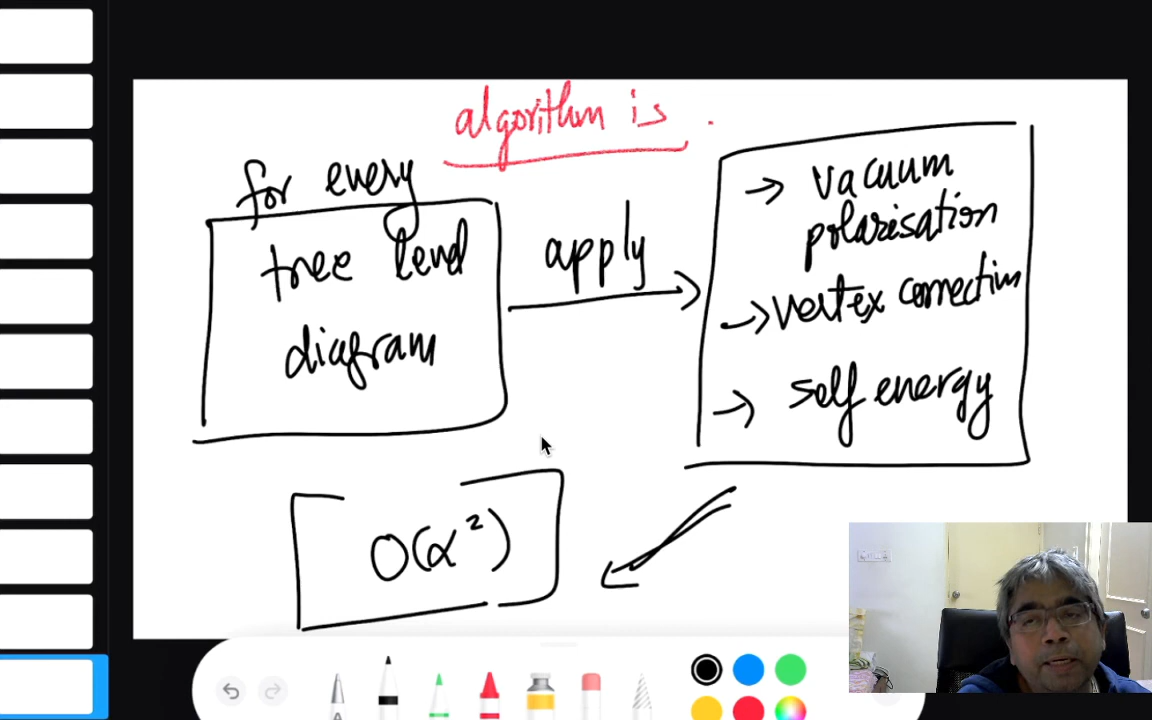 algorithm is .
for every
tree level
diagram
apply
→ vacuum
polarisation
→ vertex correction
→ self energy
O(α²)